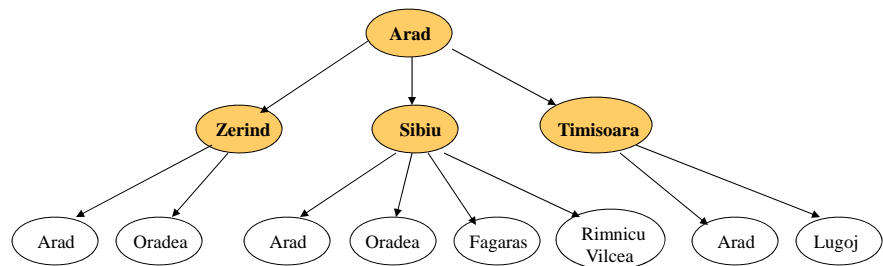 Arad
Zerind
Sibiu
Timisoara
Arad
Oradea
Arad
Oradea
Fagaras
Rimnicu
Vilcea
Arad
Lugoj